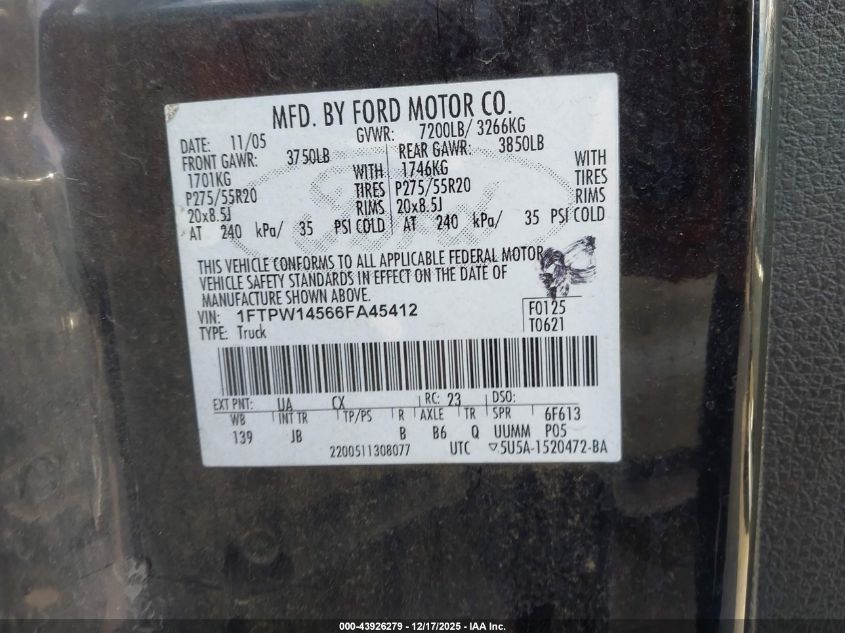 MFD. BY FORD MOTOR CO.
DATE: 11/05 GVWR: 7200LB/ 3266KG
FRONT GAWR: 3750LB REAR GAWR: 3850LB
1701KG WITH 1746KG WITH
P275/55R20 TIRES P275/55R20 TIRES
20x8.5J RIMS 20x8.5J RIMS
AT 240 kPa/ 35 PSI COLD AT 240 kPa/ 35 PSI COLD
THIS VEHICLE CONFORMS TO ALL APPLICABLE FEDERAL MOTOR
VEHICLE SAFETY STANDARDS IN EFFECT ON THE DATE OF
MANUFACTURE SHOWN ABOVE.
VIN: 1FTPW14566FA45412 F0125
TYPE: Truck T0621
EXT PNT: UA CX RC: 23 DSO:
WB INT TR TP/PS R AXLE TR SPR 6F613
139 JB B B6 Q UUMM P05
2200511308077 UTC ▽5U5A-1520472-BA
000-43926279 - 12/17/2025 - IAA Inc.